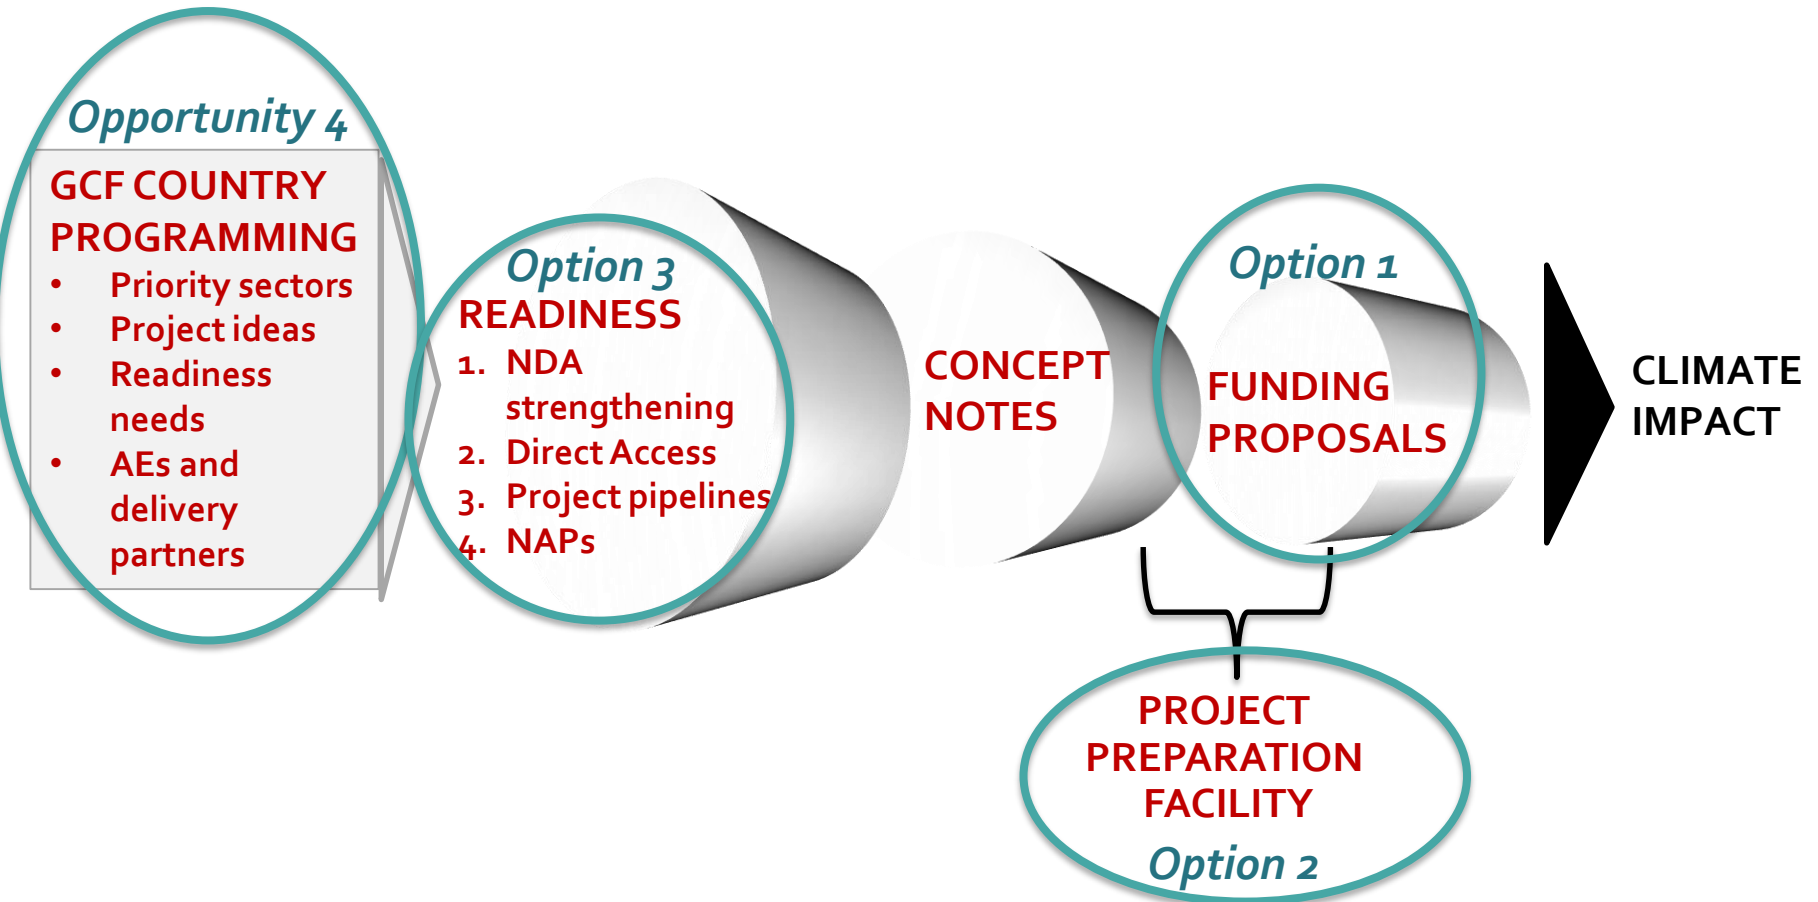 Opportunity 4
GCF COUNTRY
PROGRAMMING
• Priority sectors
• Project ideas
• Readiness
needs
• AEs and
delivery
partners
Option 3
READINESS
1. NDA
strengthening
2. Direct Access
3. Project pipelines
4. NAPs
CONCEPT
NOTES
Option 1
FUNDING
PROPOSALS
CLIMATE
IMPACT
PROJECT
PREPARATION
FACILITY
Option 2